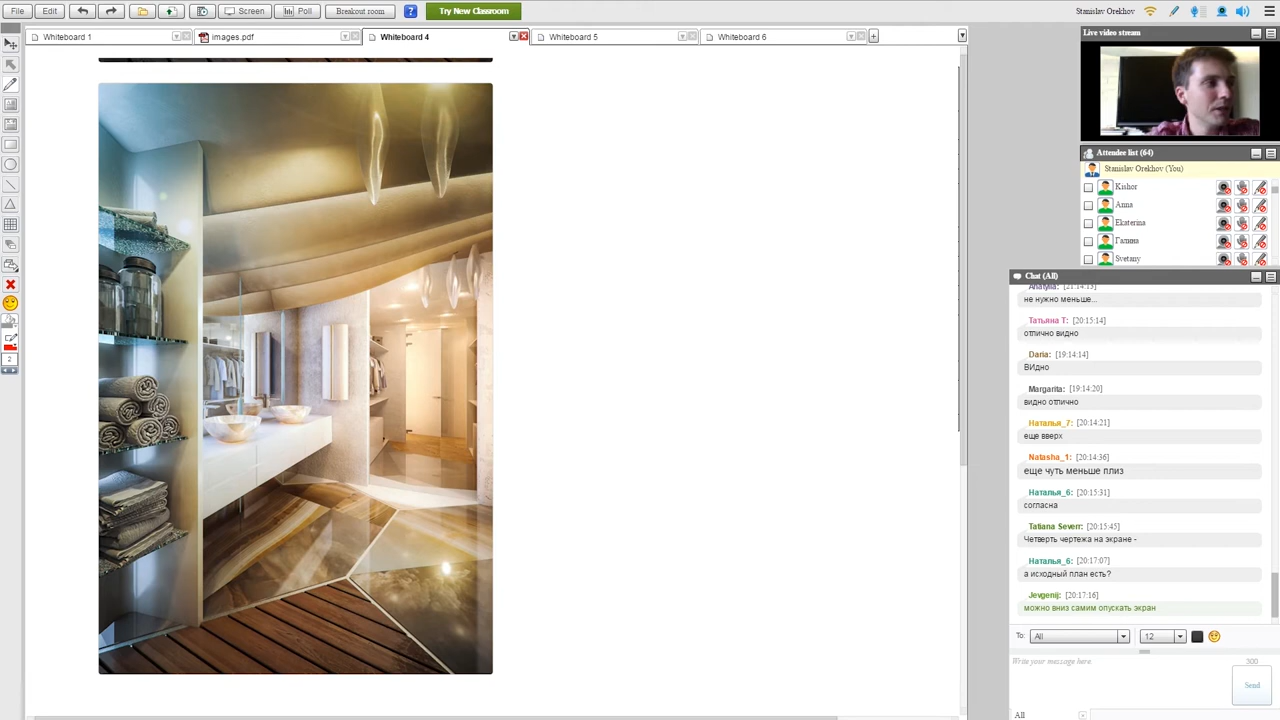 File Edit Screen Poll Breakout room ? Try New Classroom Stanislav Orekhov
Whiteboard 1 images.pdf Whiteboard 4 Whiteboard 5 Whiteboard 6
Live video stream
Attendee list (64)
Stanislav Orekhov (You)
Kishor
Anna
Ekaterina
Галина
Svetany
Chat (All)
[21:14:13]
не нужно меньше...
Татьяна Т: [20:15:14]
отлично видно
Daria: [19:14:14]
ВИдно
Margarita: [19:14:20]
видно отлично
Наталья_7: [20:14:21]
еще вверх
Natasha_1: [20:14:36]
еще чуть меньше плиз
Наталья_6: [20:15:31]
согласна
Tatiana Severr: [20:15:45]
Четверть чертежа на экране -
Наталья_6: [20:17:07]
а исходный план есть?
Jevgenij: [20:17:16]
можно вниз самим опускать экран
To: All 12
Write your message here
300
Send
All
2